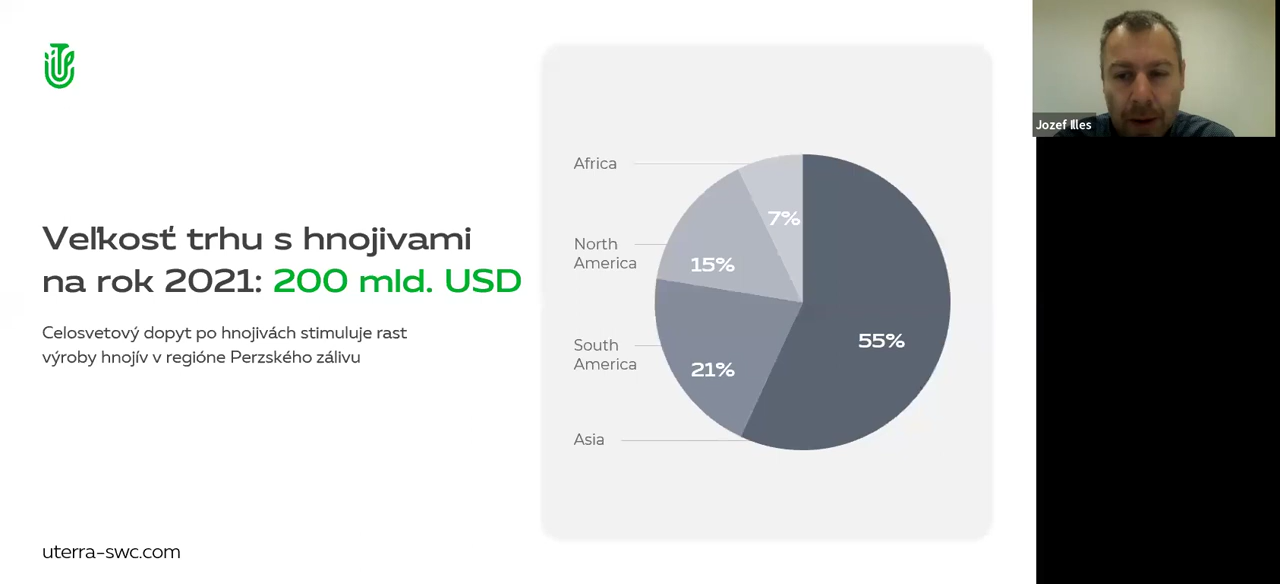 Veľkosť trhu s hnojivami
na rok 2021: 200 mld. USD
Celosvetový dopyt po hnojivách stimuluje rast
výroby hnojív v regióne Perzského zálivu
uterra-swc.com
Africa
7%
North
America
15%
South
America
21%
55%
Asia
Jozef Illes